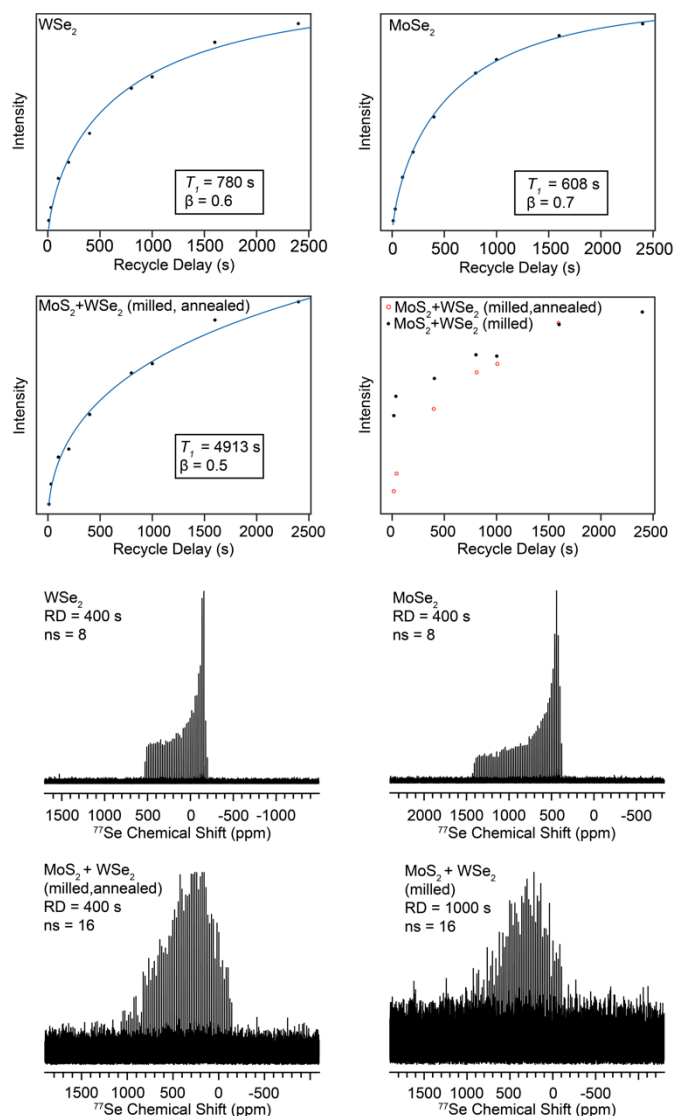 WSe₂
Intensity
T₁ = 780 s
β = 0.6
0 500 1000 1500 2000 2500
Recycle Delay (s)
MoSe₂
Intensity
T₁ = 608 s
β = 0.7
0 500 1000 1500 2000 2500
Recycle Delay (s)
MoS₂+WSe₂ (milled, annealed)
Intensity
T₁ = 4913 s
β = 0.5
0 500 1000 1500 2000 2500
Recycle Delay (s)
MoS₂+WSe₂ (milled,annealed)
MoS₂+WSe₂ (milled)
Intensity
0 500 1000 1500 2000 2500
Recycle Delay (s)
WSe₂
RD = 400 s
ns = 8
1500 1000 500 0 -500 -1000
⁷⁷Se Chemical Shift (ppm)
MoSe₂
RD = 400 s
ns = 8
2000 1500 1000 500 0 -500
⁷⁷Se Chemical Shift (ppm)
MoS₂ + WSe₂
(milled,annealed)
RD = 400 s
ns = 16
1500 1000 500 0 -500
⁷⁷Se Chemical Shift (ppm)
MoS₂ + WSe₂
(milled)
RD = 1000 s
ns = 16
1500 1000 500 0 -500
⁷⁷Se Chemical Shift (ppm)